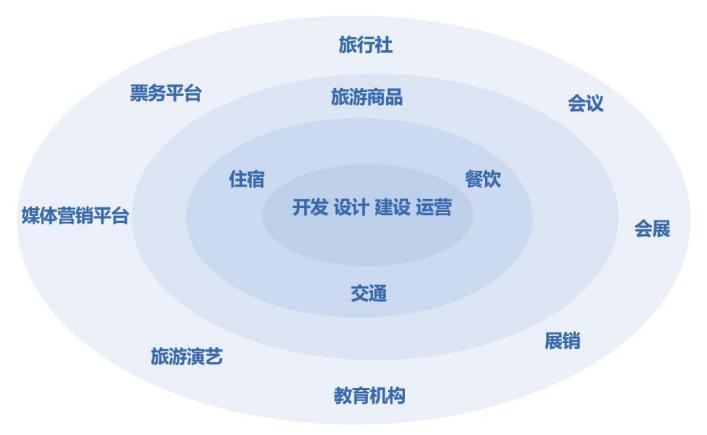 旅行社
票务平台
旅游商品
会议
住宿
餐饮
开发 设计 建设 运营
媒体营销平台
会展
交通
展销
旅游演艺
教育机构